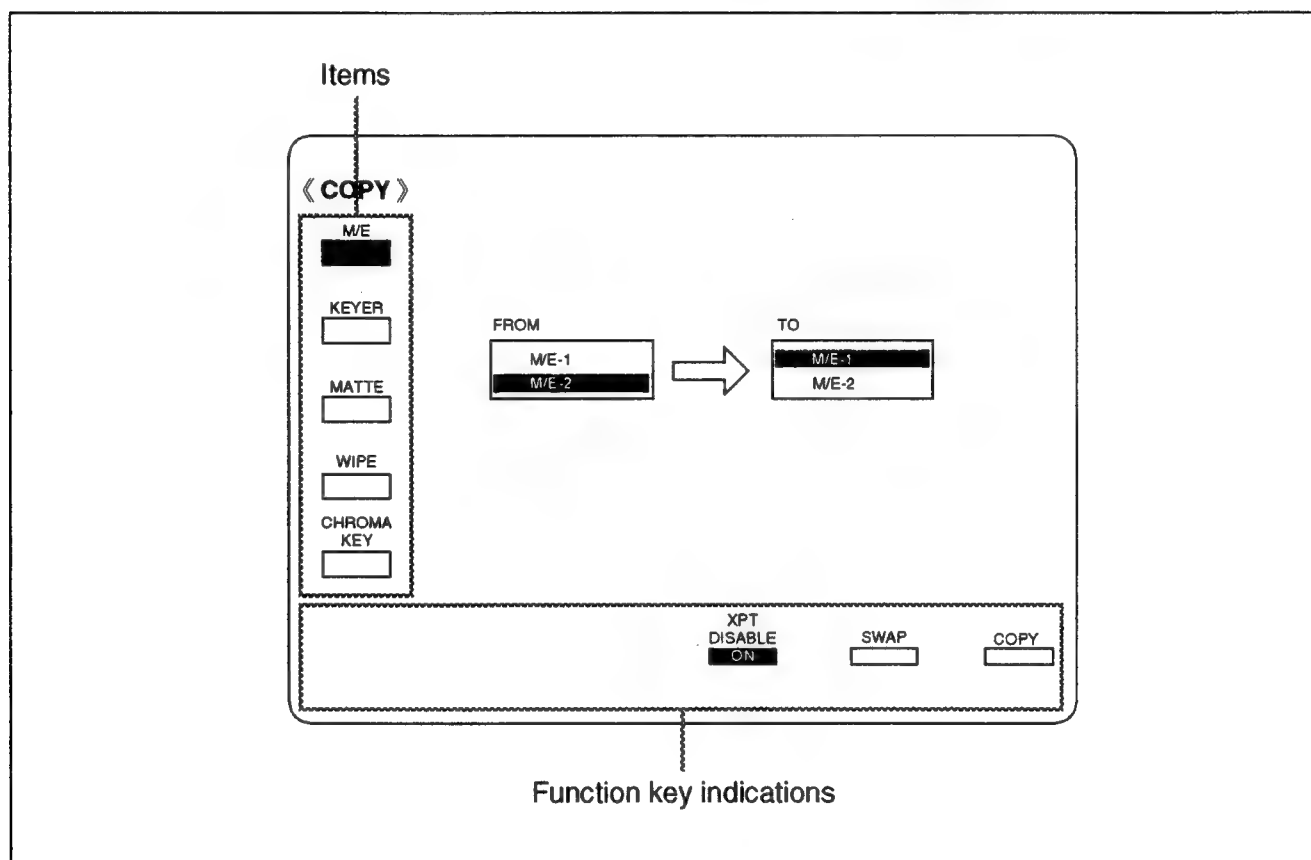 Items
《 COPY 》
M/E
KEYER
MATTE
WIPE
CHROMA
KEY
FROM
M/E-1
M/E-2
TO
M/E-1
M/E-2
XPT
DISABLE
ON
SWAP
COPY
Function key indications